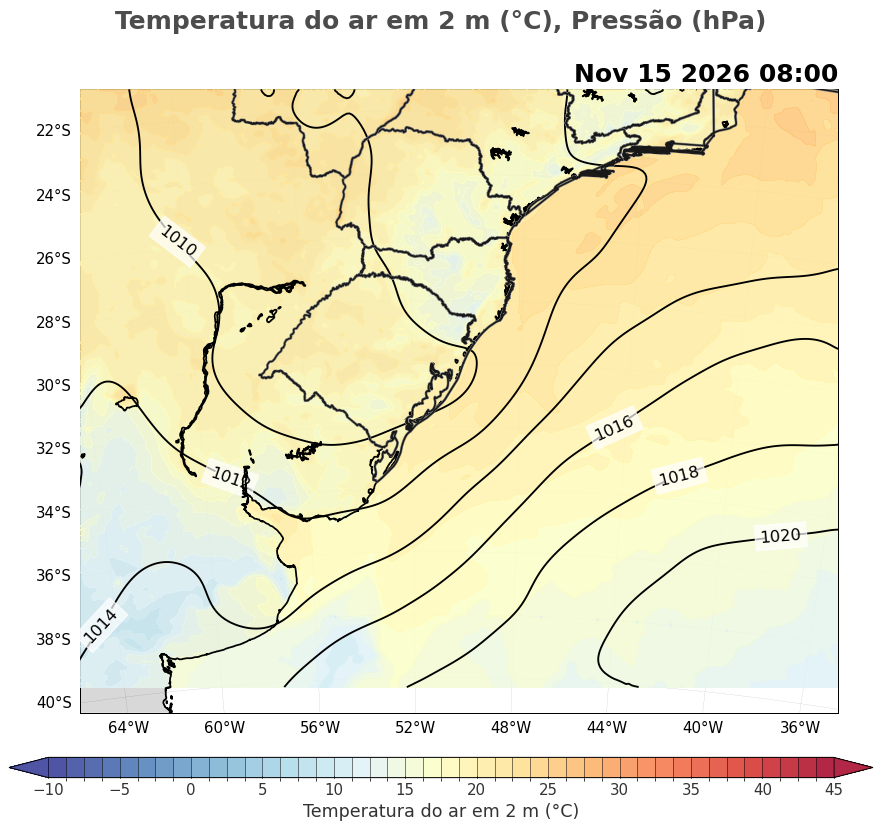 Temperatura do ar em 2 m (°C), Pressão (hPa)
Nov 15 2026 08:00
22°S
24°S
26°S
28°S
30°S
32°S
34°S
36°S
38°S
40°S
1010
1016
1018
1020
1014
64°W
60°W
56°W
52°W
48°W
44°W
40°W
36°W
−10
−5
0
5
10
15
20
25
30
35
40
45
Temperatura do ar em 2 m (°C)